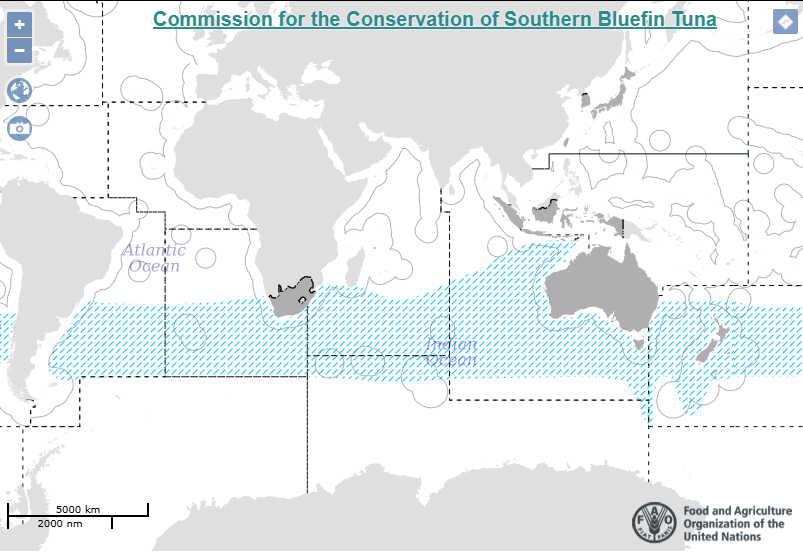 Commission for the Conservation of Southern Bluefin Tuna
+
−
Atlantic
Ocean
Indian
Ocean
5000 km
2000 nm
F A O
FIAT PANIS
Food and Agriculture
Organization of the
United Nations